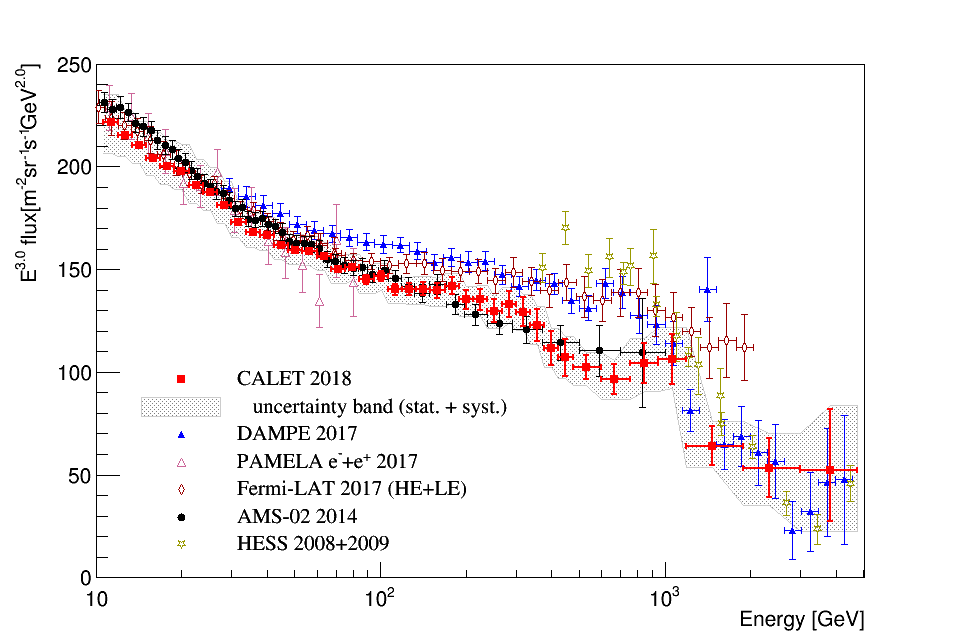 E^3.0 flux[m^-2sr^-1s^-1GeV^2.0]
250
200
150
100
50
0
CALET 2018
uncertainty band (stat. + syst.)
DAMPE 2017
PAMELA e^-+e^+ 2017
Fermi-LAT 2017 (HE+LE)
AMS-02 2014
HESS 2008+2009
10 10^2 10^3
Energy [GeV]